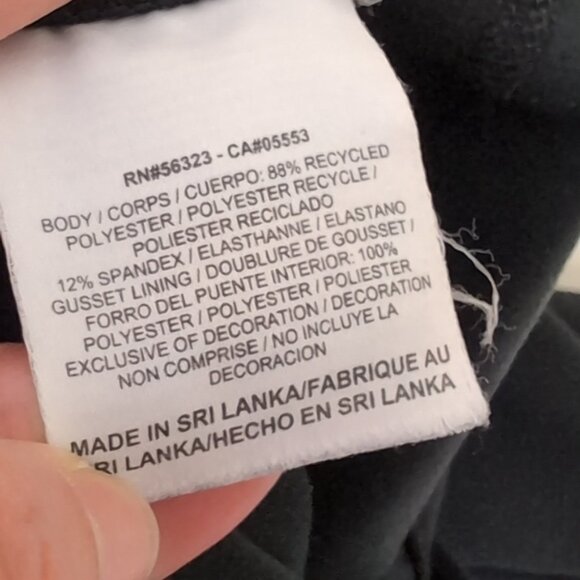 RN#56323 - CA#05553
BODY / CORPS / CUERPO: 88% RECYCLED
POLYESTER / POLYESTER RECYCLE /
POLIESTER RECICLADO
12% SPANDEX / ELASTHANNE / ELASTANO
GUSSET LINING / DOUBLURE DE GOUSSET /
FORRO DEL PUENTE INTERIOR: 100%
POLYESTER / POLYESTER / POLIESTER
EXCLUSIVE OF DECORATION / DECORATION
NON COMPRISE / NO INCLUYE LA
DECORACION
MADE IN SRI LANKA/FABRIQUE AU
SRI LANKA/HECHO EN SRI LANKA